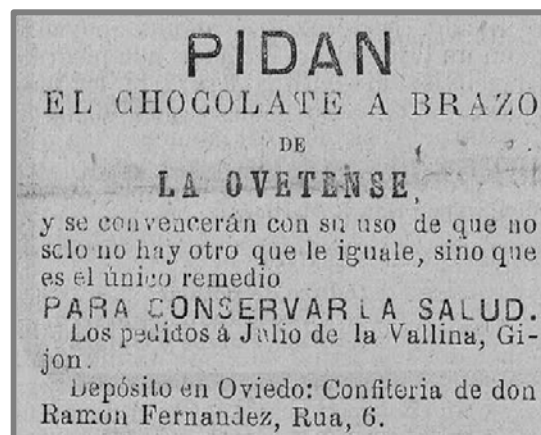 PIDAN
EL CHOCOLATE A BRAZO
DE
LA OVETENSE,
y se convencerán con su uso de que no
solo no hay otro que le iguale, sino que
es el único remedio
PARA CONSERVAR LA SALUD.
Los pedidos á Julio de la Vallina, Gi-
jon.
Depósito en Oviedo: Confiteria de don
Ramon Fernandez, Rua, 6.